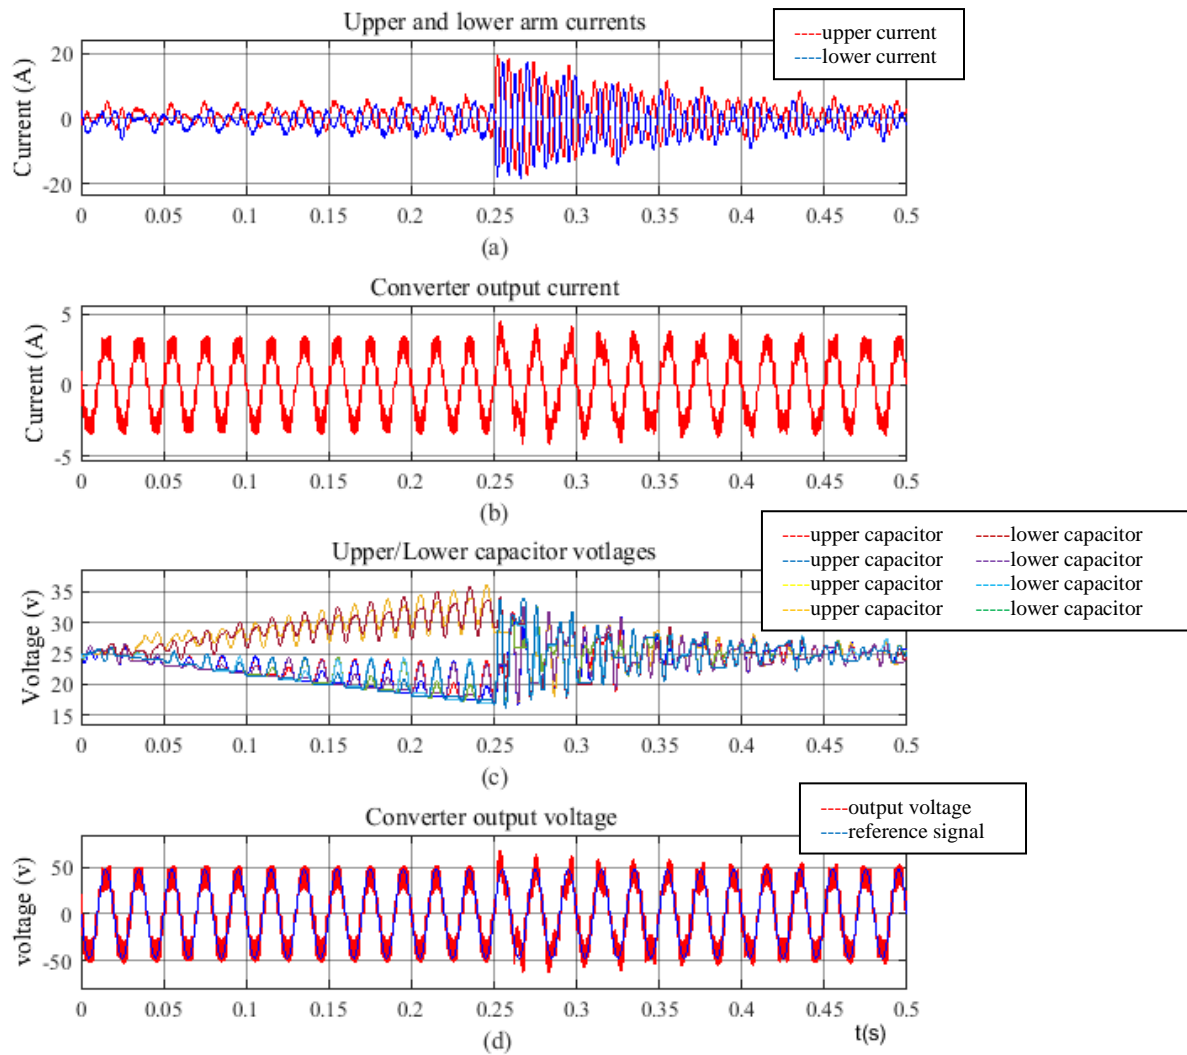 Upper and lower arm currents
----upper current
----lower current
Current (A)
20
0
-20
0 0.05 0.1 0.15 0.2 0.25 0.3 0.35 0.4 0.45 0.5
(a)
Converter output current
Current (A)
5
0
-5
0 0.05 0.1 0.15 0.2 0.25 0.3 0.35 0.4 0.45 0.5
(b)
Upper/Lower capacitor votlages
----upper capacitor ----lower capacitor
----upper capacitor ----lower capacitor
----upper capacitor ----lower capacitor
----upper capacitor ----lower capacitor
Voltage (v)
35
30
25
20
15
0 0.05 0.1 0.15 0.2 0.25 0.3 0.35 0.4 0.45 0.5
(c)
Converter output voltage
----output voltage
----reference signal
voltage (v)
50
0
-50
0 0.05 0.1 0.15 0.2 0.25 0.3 0.35 0.4 0.45 0.5
(d)
t(s)